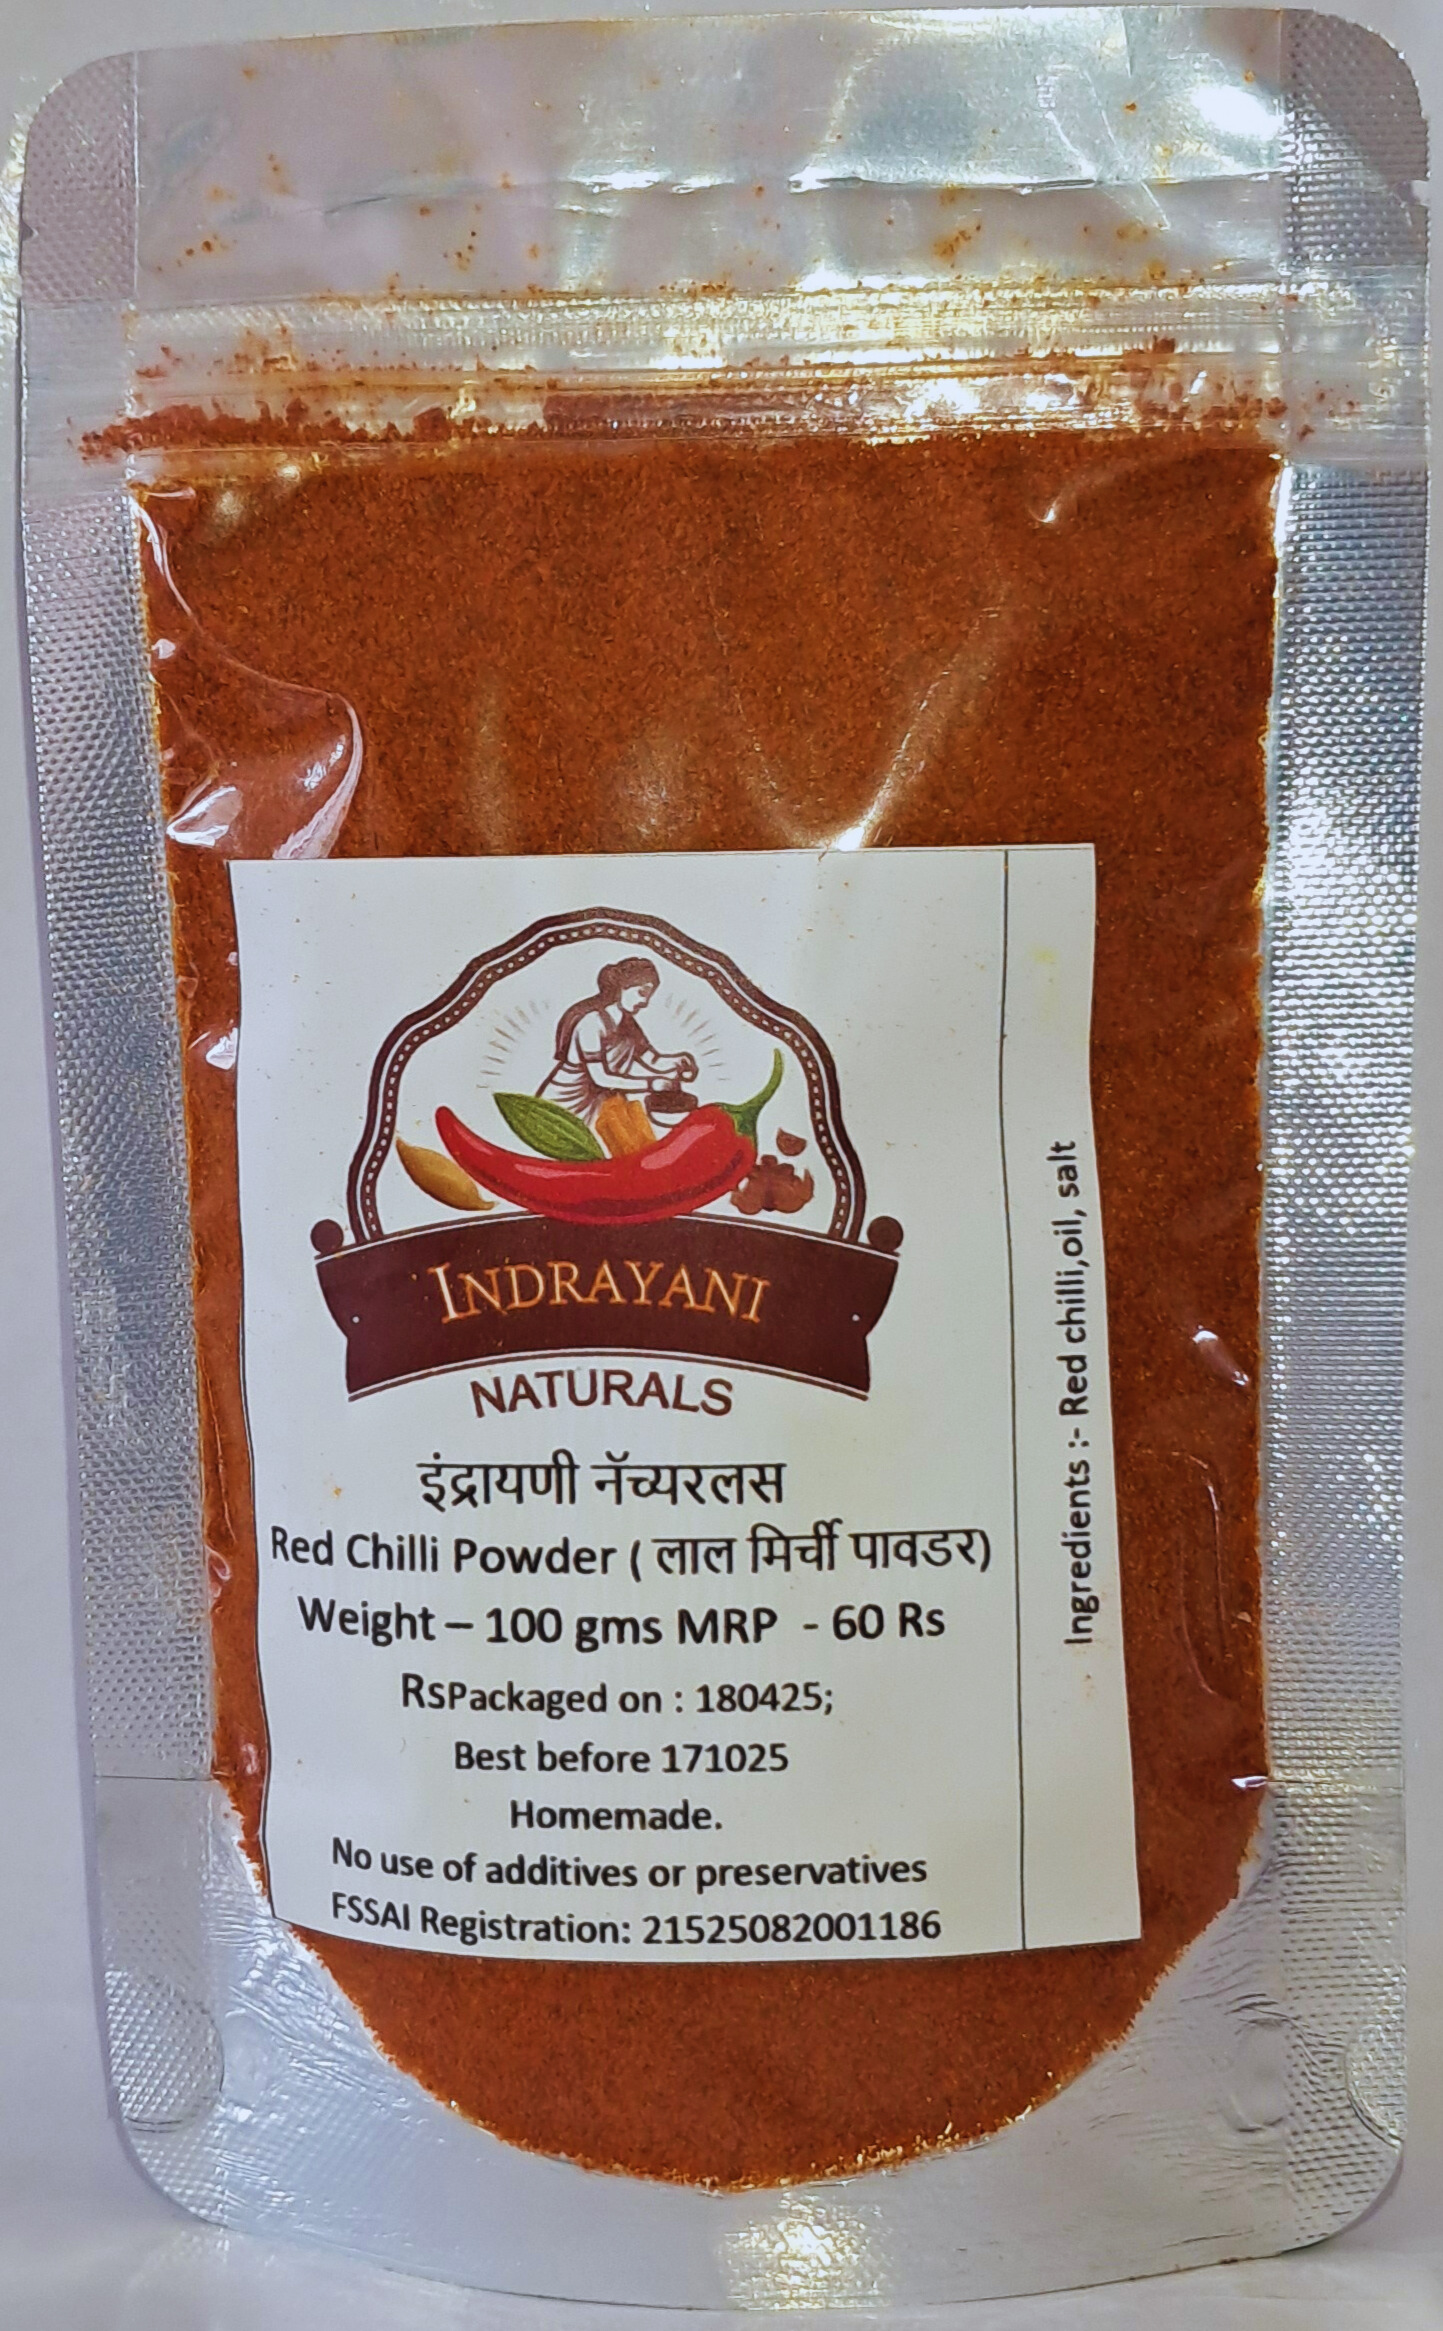 INDRAYANI
NATURALS
इंद्रायणी नॅच्यरलस
Red Chilli Powder ( लाल मिर्ची पावडर)
Weight – 100 gms MRP - 60 Rs
RsPackaged on : 180425;
Best before 171025
Homemade.
No use of additives or preservatives
FSSAI Registration: 21525082001186
Ingredients :- Red chilli,oil, salt